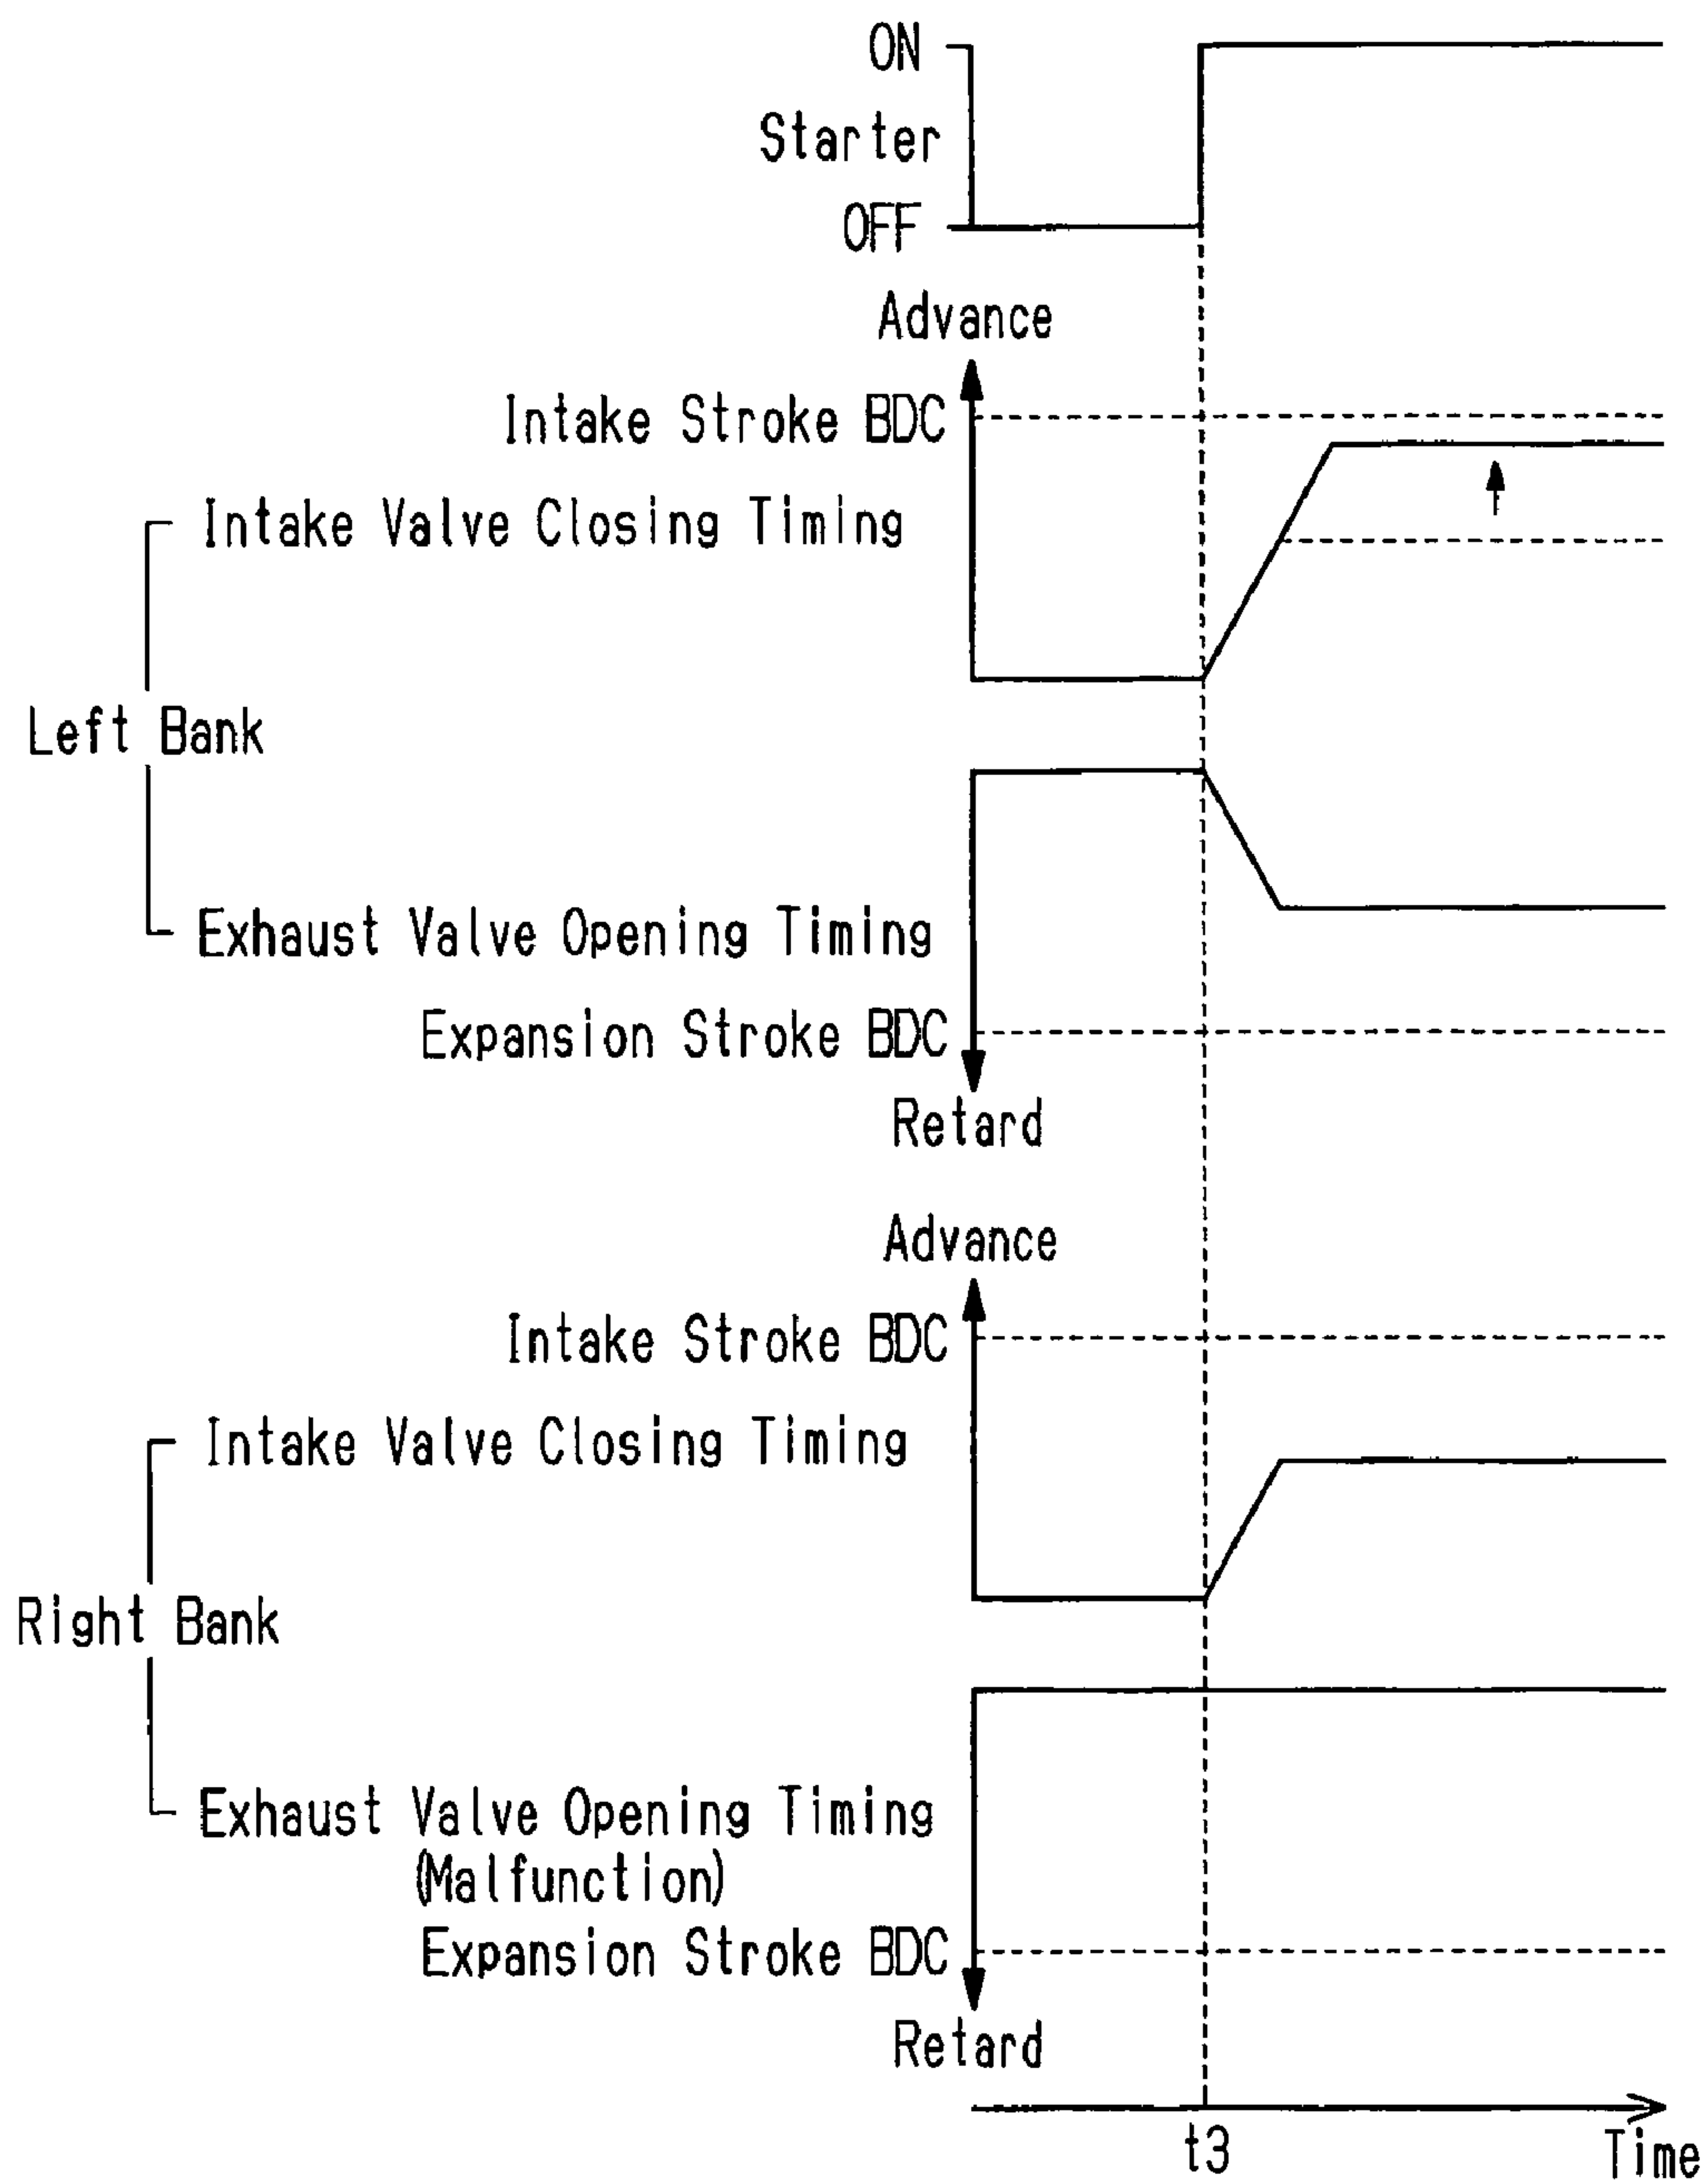 ON
Starter
OFF
Advance
Intake Stroke BDC
Intake Valve Closing Timing
Left Bank
Exhaust Valve Opening Timing
Expansion Stroke BDC
Retard
Advance
Intake Stroke BDC
Intake Valve Closing Timing
Right Bank
Exhaust Valve Opening Timing
(Malfunction)
Expansion Stroke BDC
Retard
t3
Time